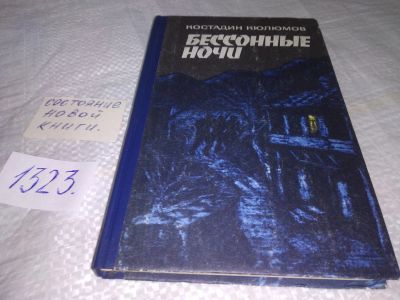 КОСТАДИН КЮЛЮМОВ
БЕССОННЫЕ
НОЧИ
СОСТОЯНИЕ
НОВОЙ
КНИГИ.
1323.